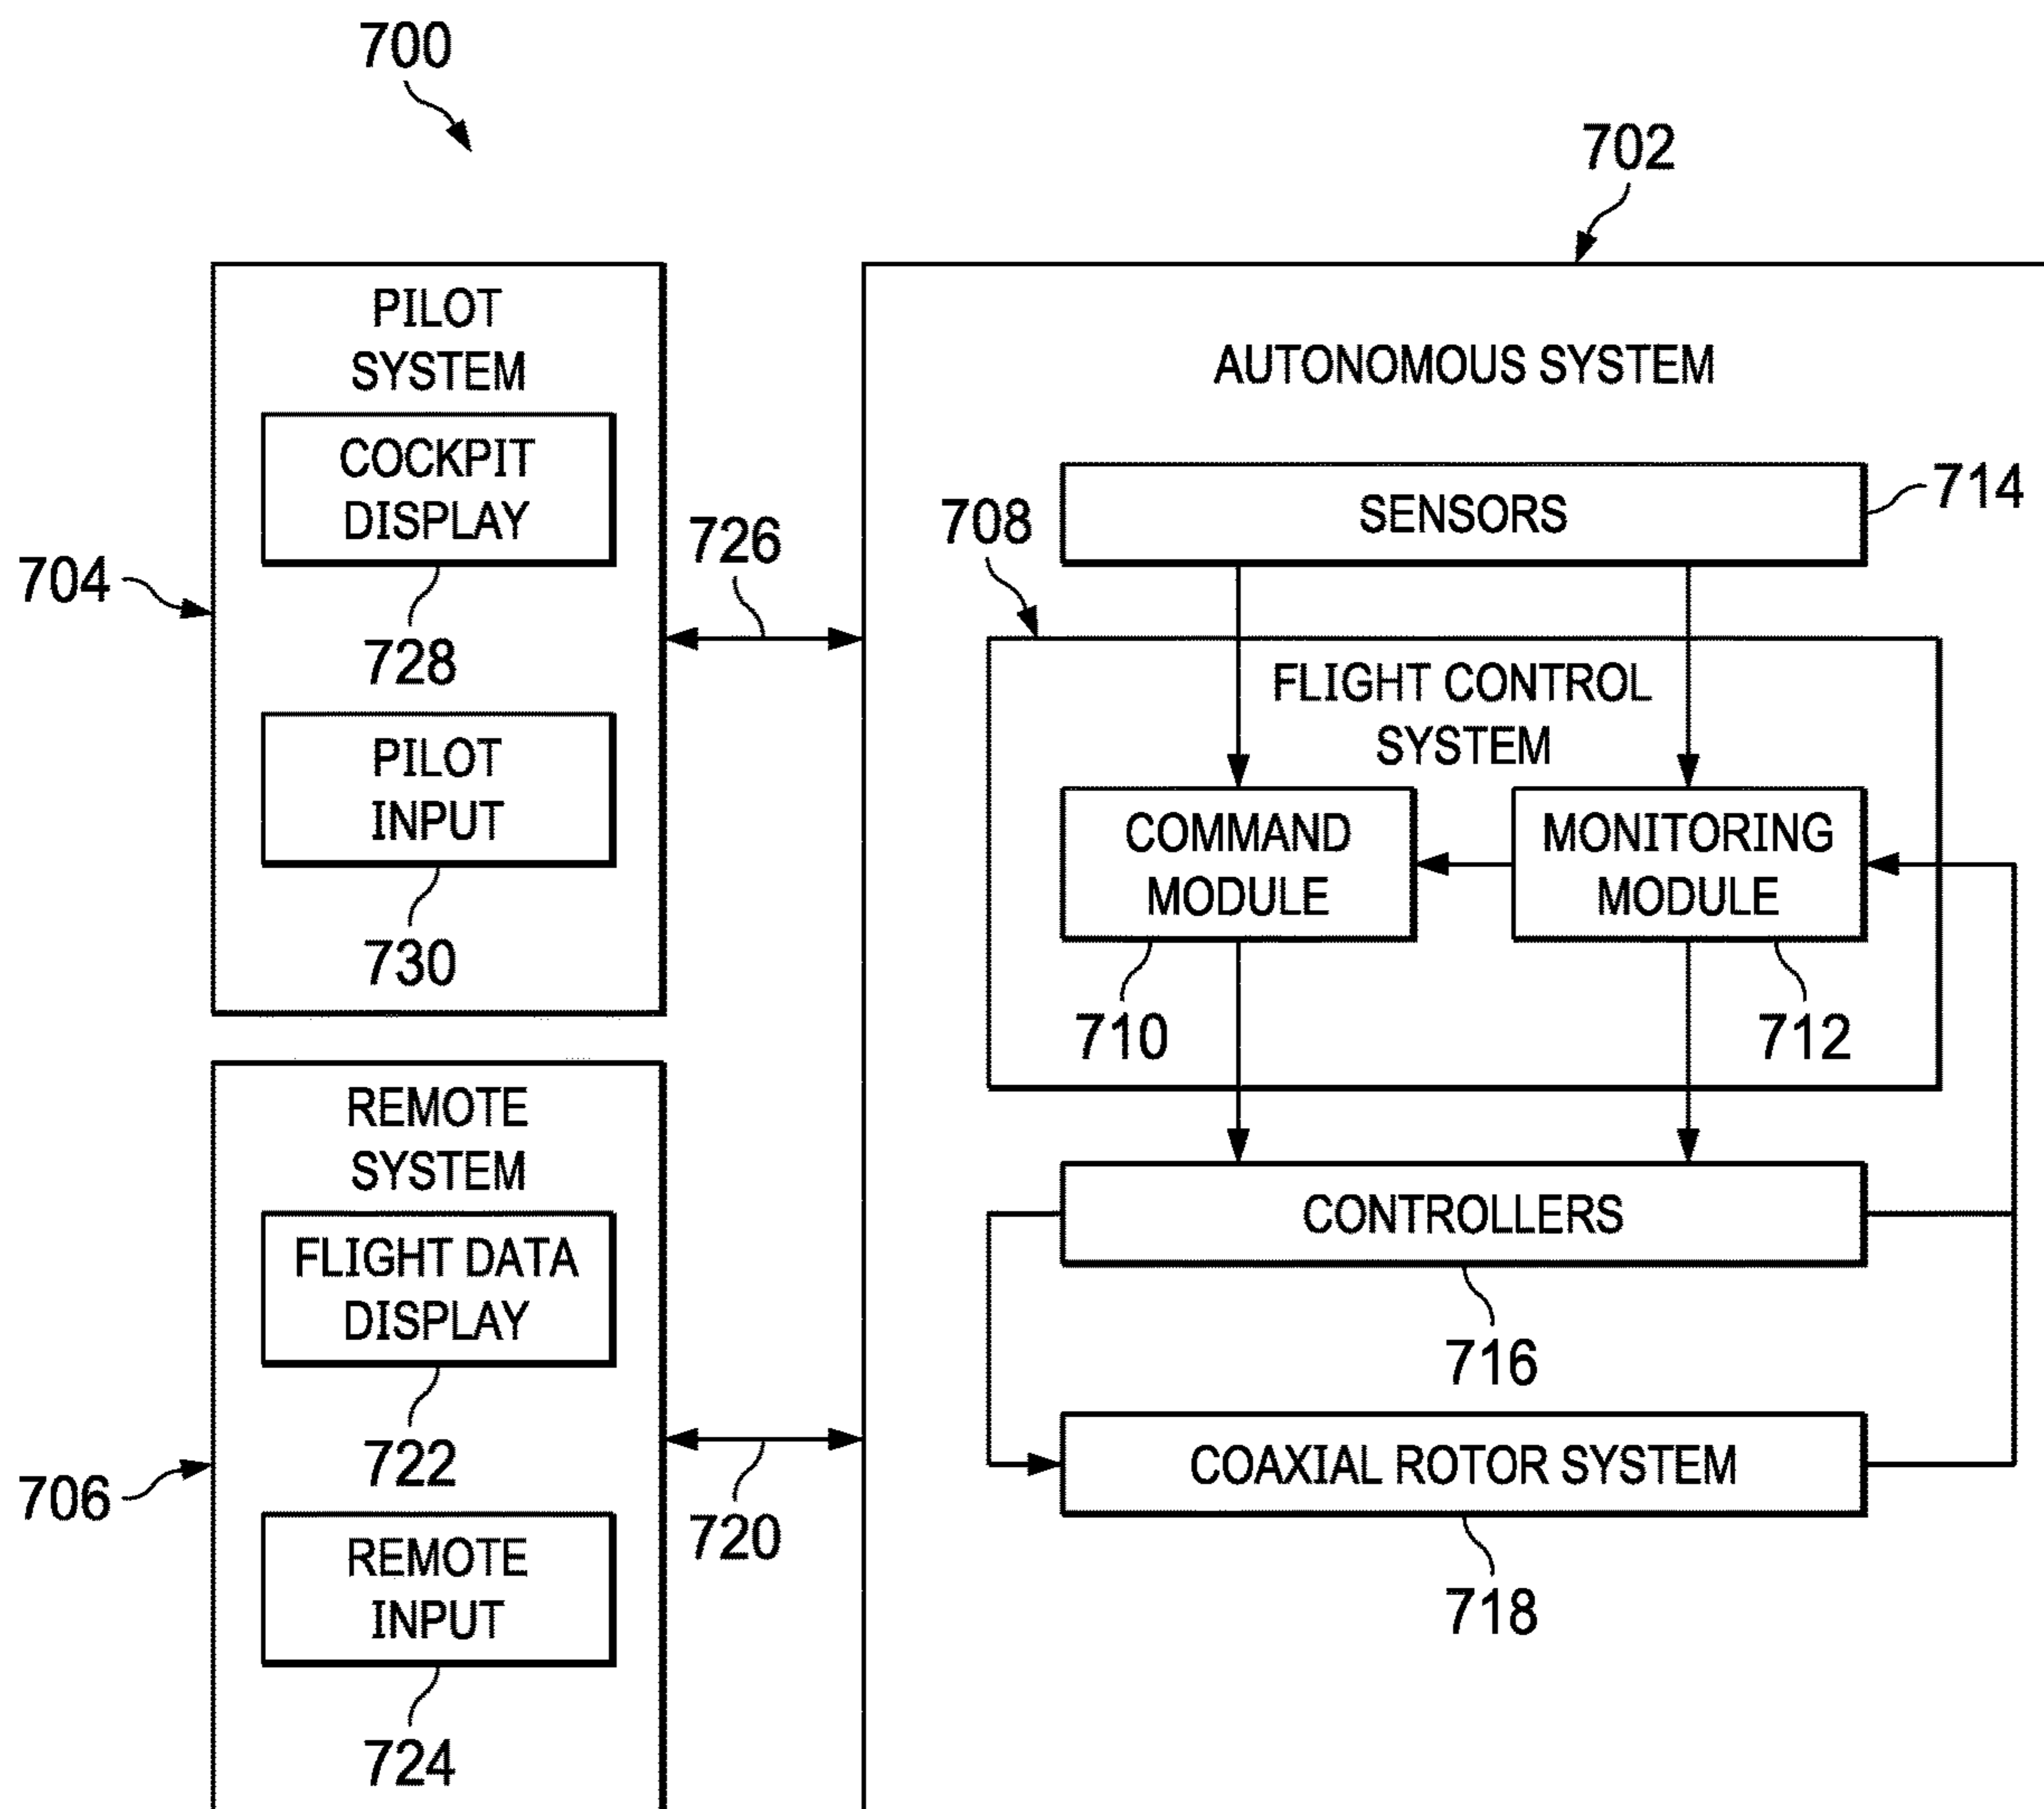 700
702
PILOT
SYSTEM
COCKPIT
DISPLAY
728
PILOT
INPUT
730
704
726
REMOTE
SYSTEM
FLIGHT DATA
DISPLAY
722
REMOTE
INPUT
724
706
720
AUTONOMOUS SYSTEM
SENSORS
714
708
FLIGHT CONTROL
SYSTEM
COMMAND
MODULE
710
MONITORING
MODULE
712
CONTROLLERS
716
COAXIAL ROTOR SYSTEM
718